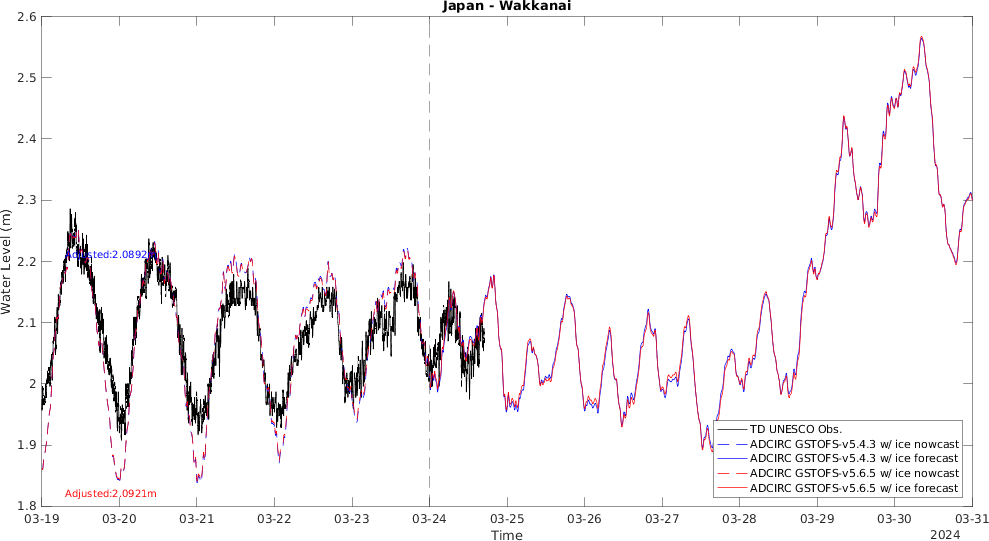 Japan - Wakkanai
Water Level (m)
2.6
2.5
2.4
2.3
2.2
2.1
2
1.9
1.8
Adjusted:2.0892m
Adjusted:2.0921m
TD UNESCO Obs.
ADCIRC GSTOFS-v5.4.3 w/ ice nowcast
ADCIRC GSTOFS-v5.4.3 w/ ice forecast
ADCIRC GSTOFS-v5.6.5 w/ ice nowcast
ADCIRC GSTOFS-v5.6.5 w/ ice forecast
03-19 03-20 03-21 03-22 03-23 03-24 03-25 03-26 03-27 03-28 03-29 03-30 03-31
Time
2024